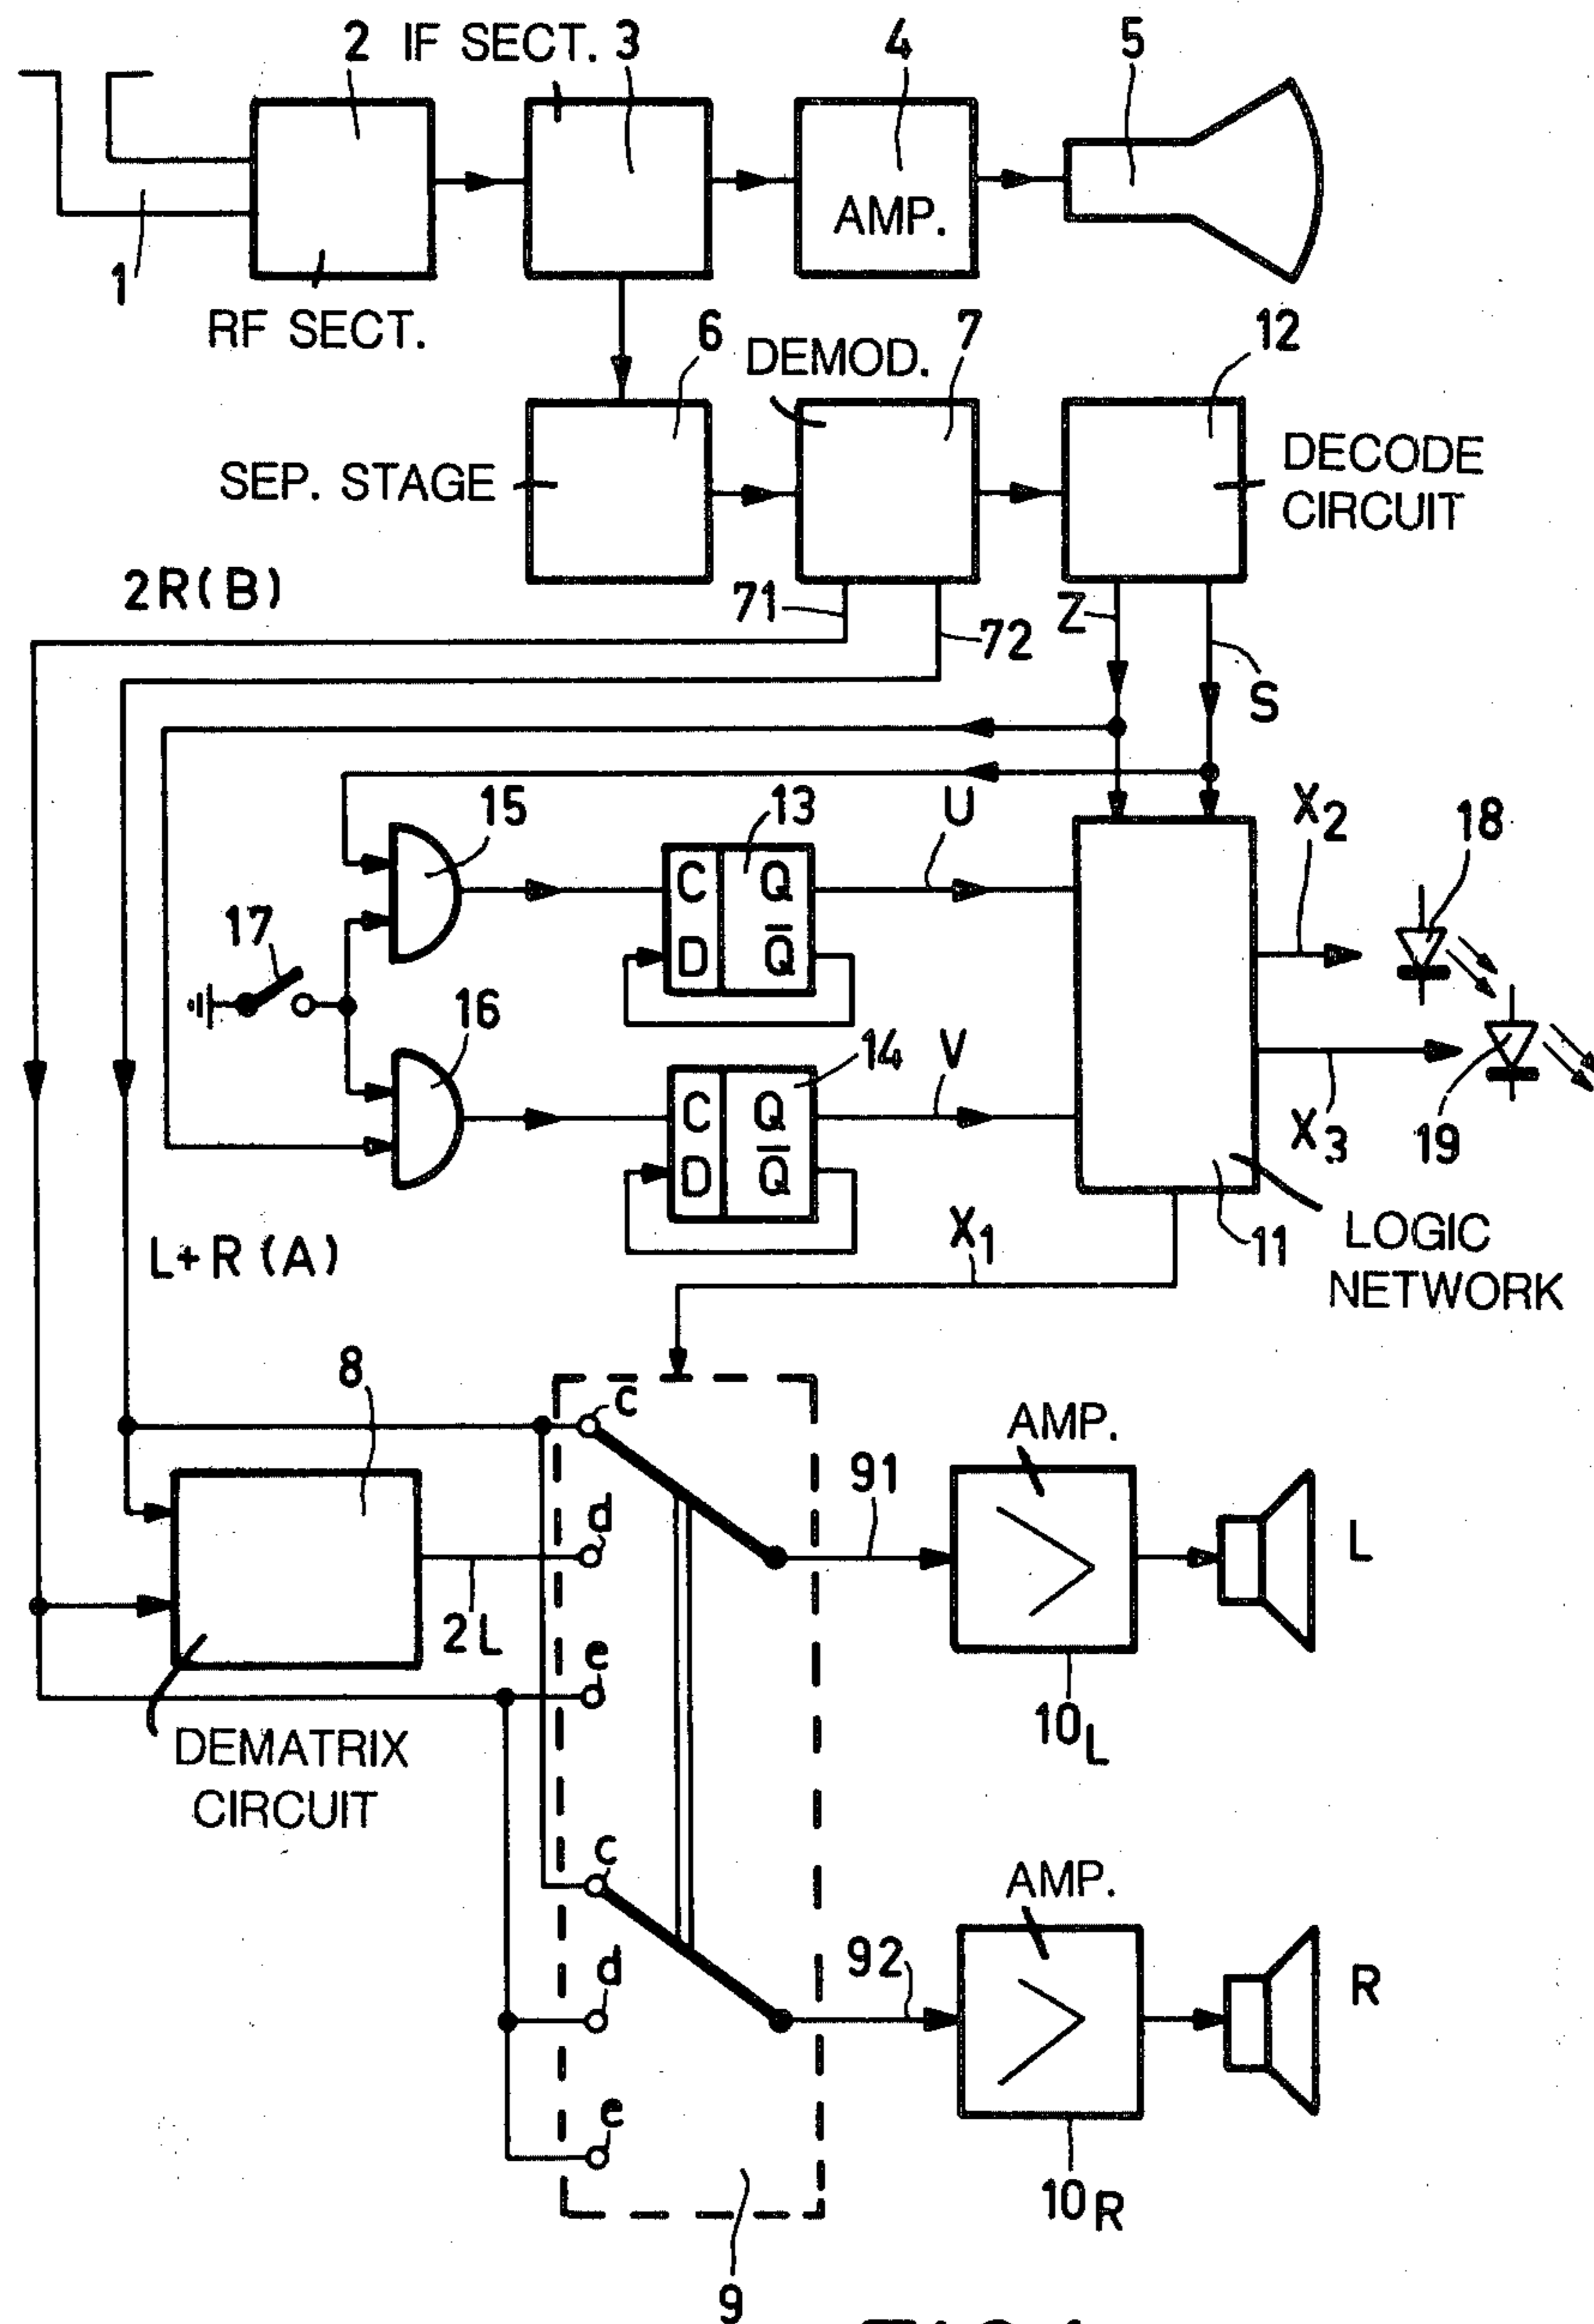 2 IF SECT. 3 4 5
AMP.
1
RF SECT.
6 DEMOD. 7 12
SEP. STAGE
DECODE
CIRCUIT
2R(B)
71 72 Z S
15 13 U X2 18
C Q
D Q̄
17
16 14 V
C Q
D Q̄
X3 19
L+R (A)
X1 11 LOGIC
NETWORK
8 c AMP.
91
d L
2L
e
10L
DEMATRIX
CIRCUIT
c AMP.
92
d R
e
10R
9